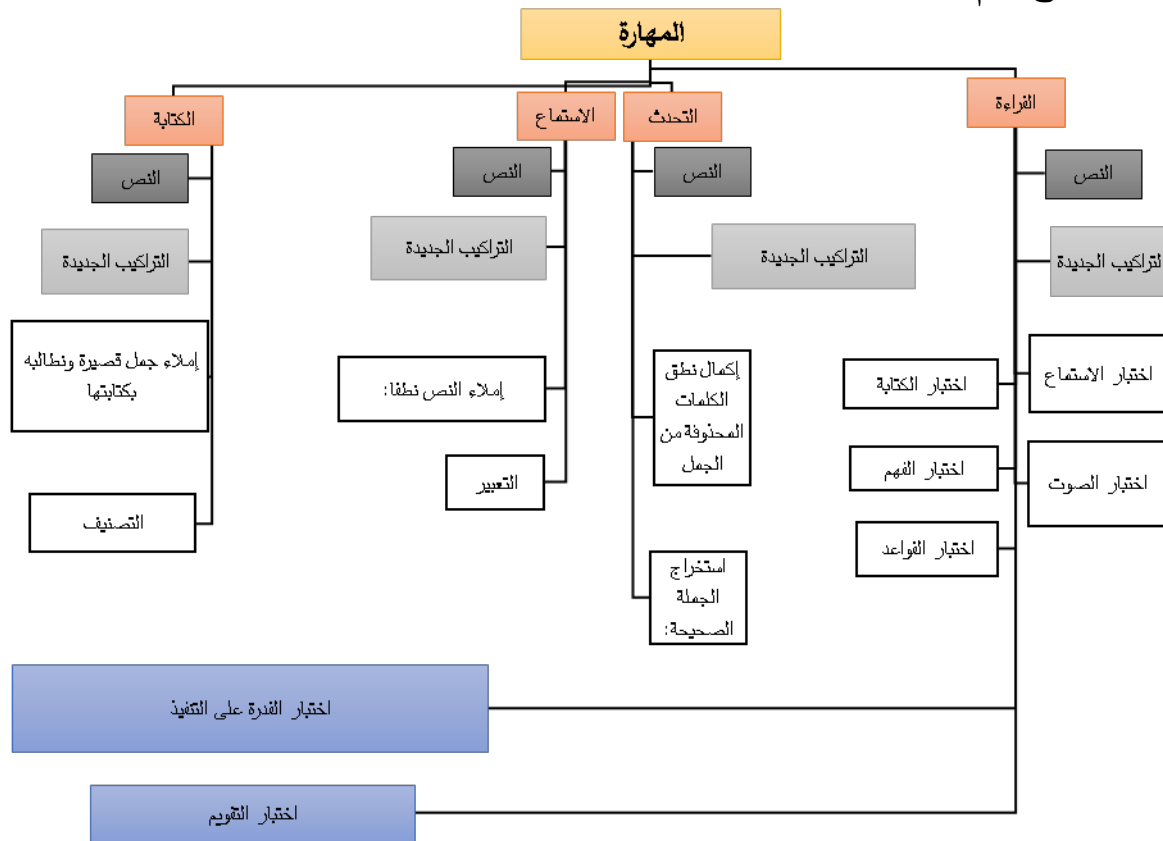 المهارة
القراءة
التحدث
الاستماع
الكتابة
النص
النص
النص
النص
التراكيب الجديدة
التراكيب الجديدة
التراكيب الجديدة
التراكيب الجديدة
اختبار الاستماع
اختبار الكتابة
إكمال نطق
الكلمات
المحذوفة من
الجمل
إملاء النص نطقا:
إملاء جمل قصيرة ونطالبه
بكتابتها
اختبار الصوت
اختبار الفهم
التعبير
التصنيف
اختبار القواعد
استخراج
الجملة
الصحيحة:
اختبار القدرة على التنفيذ
اختبار التقويم